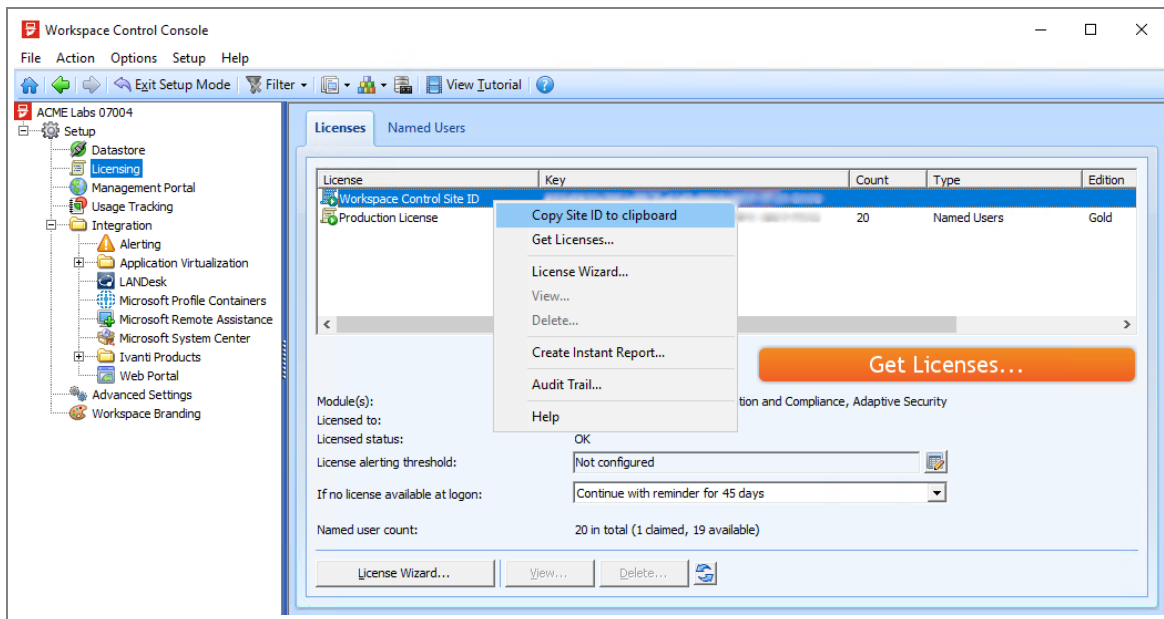 Workspace Control Console
File Action Options Setup Help
Exit Setup Mode Filter View Tutorial
ACME Labs 07004
Setup
Datastore
Licensing
Management Portal
Usage Tracking
Integration
Alerting
Application Virtualization
LANDesk
Microsoft Profile Containers
Microsoft Remote Assistance
Microsoft System Center
Ivanti Products
Web Portal
Advanced Settings
Workspace Branding
Licenses Named Users
License Key Count Type Edition
Workspace Control Site ID
Production License 20 Named Users Gold
Copy Site ID to clipboard
Get Licenses...
License Wizard...
View...
Delete...
Create Instant Report...
Audit Trail...
Help
Get Licenses...
Module(s): and Compliance, Adaptive Security
Licensed to:
Licensed status: OK
License alerting threshold: Not configured
If no license available at logon: Continue with reminder for 45 days
Named user count: 20 in total (1 claimed, 19 available)
License Wizard... View... Delete...